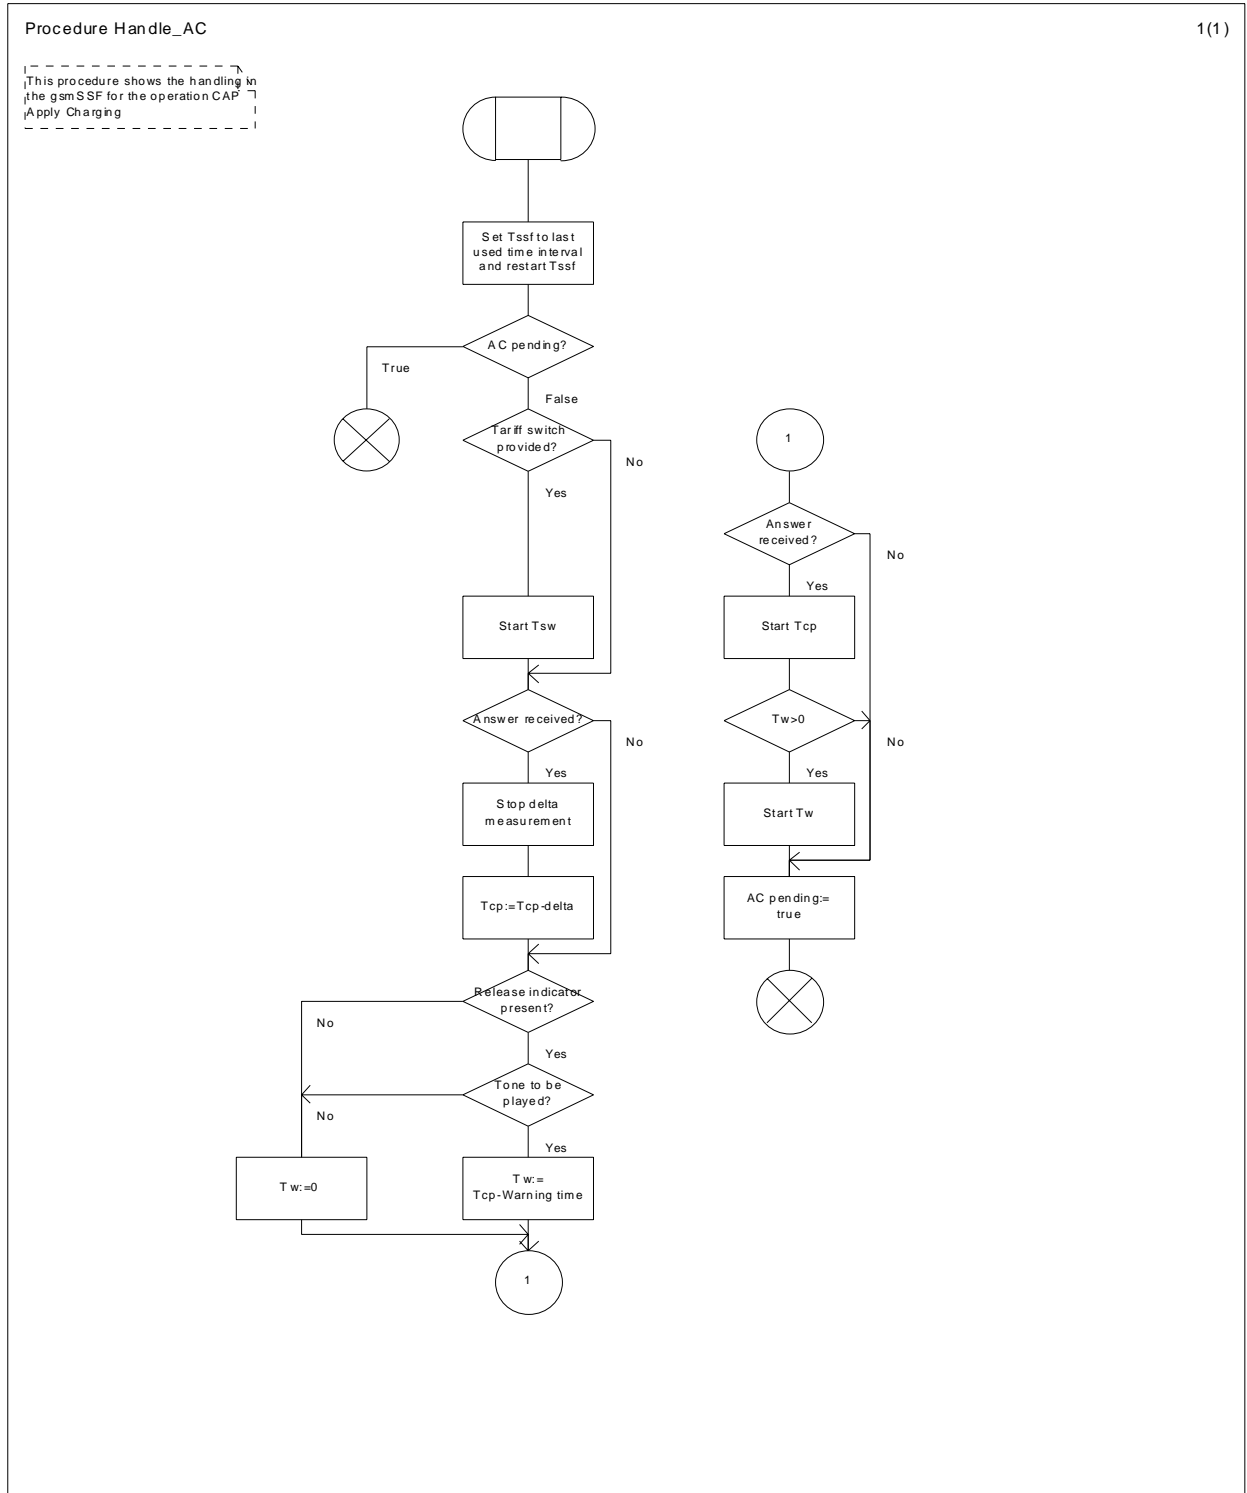 Procedure Handle_AC
1(1)
This procedure shows the handling in
the gsmSSF for the operation CAP
Apply Charging
Set Tssf to last
used time interval
and restart Tssf
AC pending?
True
False
Tariff switch
provided?
No
Yes
Start Tsw
Answer received?
No
Yes
Stop delta
measurement
Tcp:=Tcp-delta
Release indicator
present?
No
Yes
Tone to be
played?
No
Yes
Tw:=0
Tw:=
Tcp-Warning time
1
1
Answer
received?
No
Yes
Start Tcp
Tw>0
No
Yes
Start Tw
AC pending:=
true